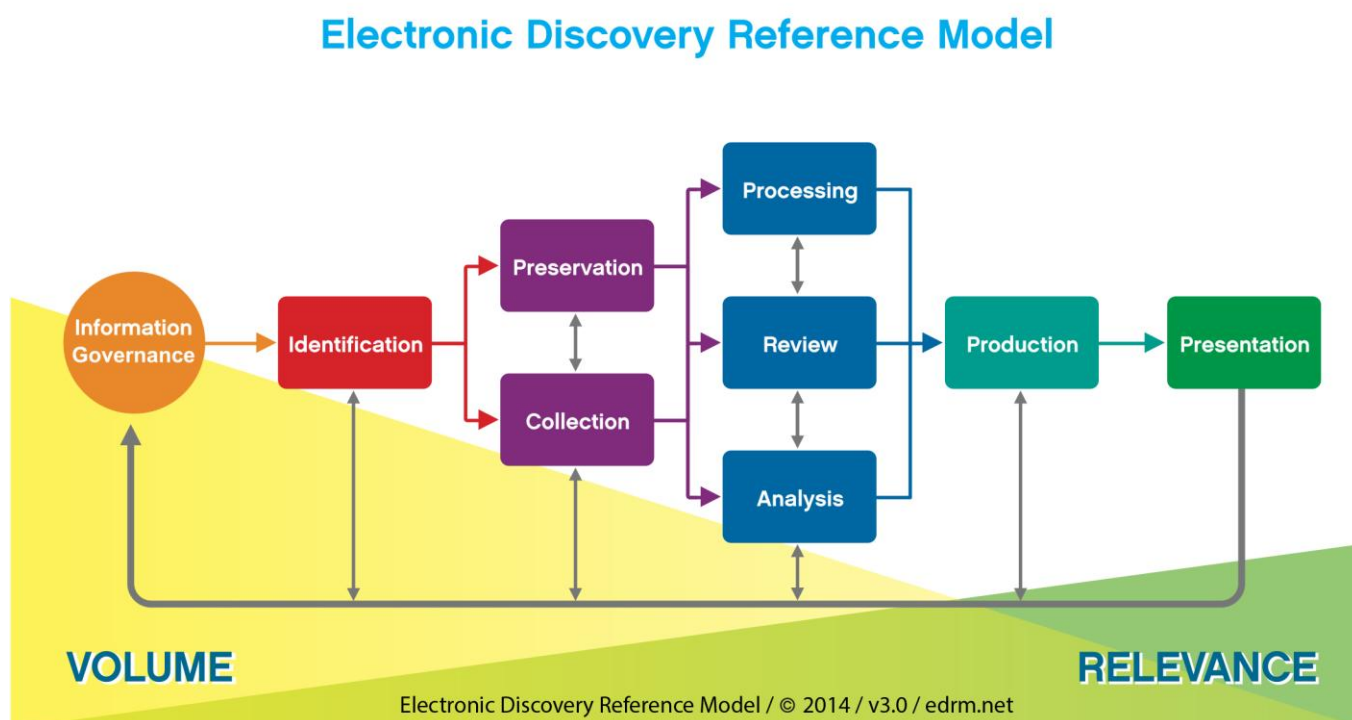 Electronic Discovery Reference Model
Information
Governance
Identification
Preservation
Collection
Processing
Review
Analysis
Production
Presentation
VOLUME
RELEVANCE
Electronic Discovery Reference Model / © 2014 / v3.0 / edrm.net